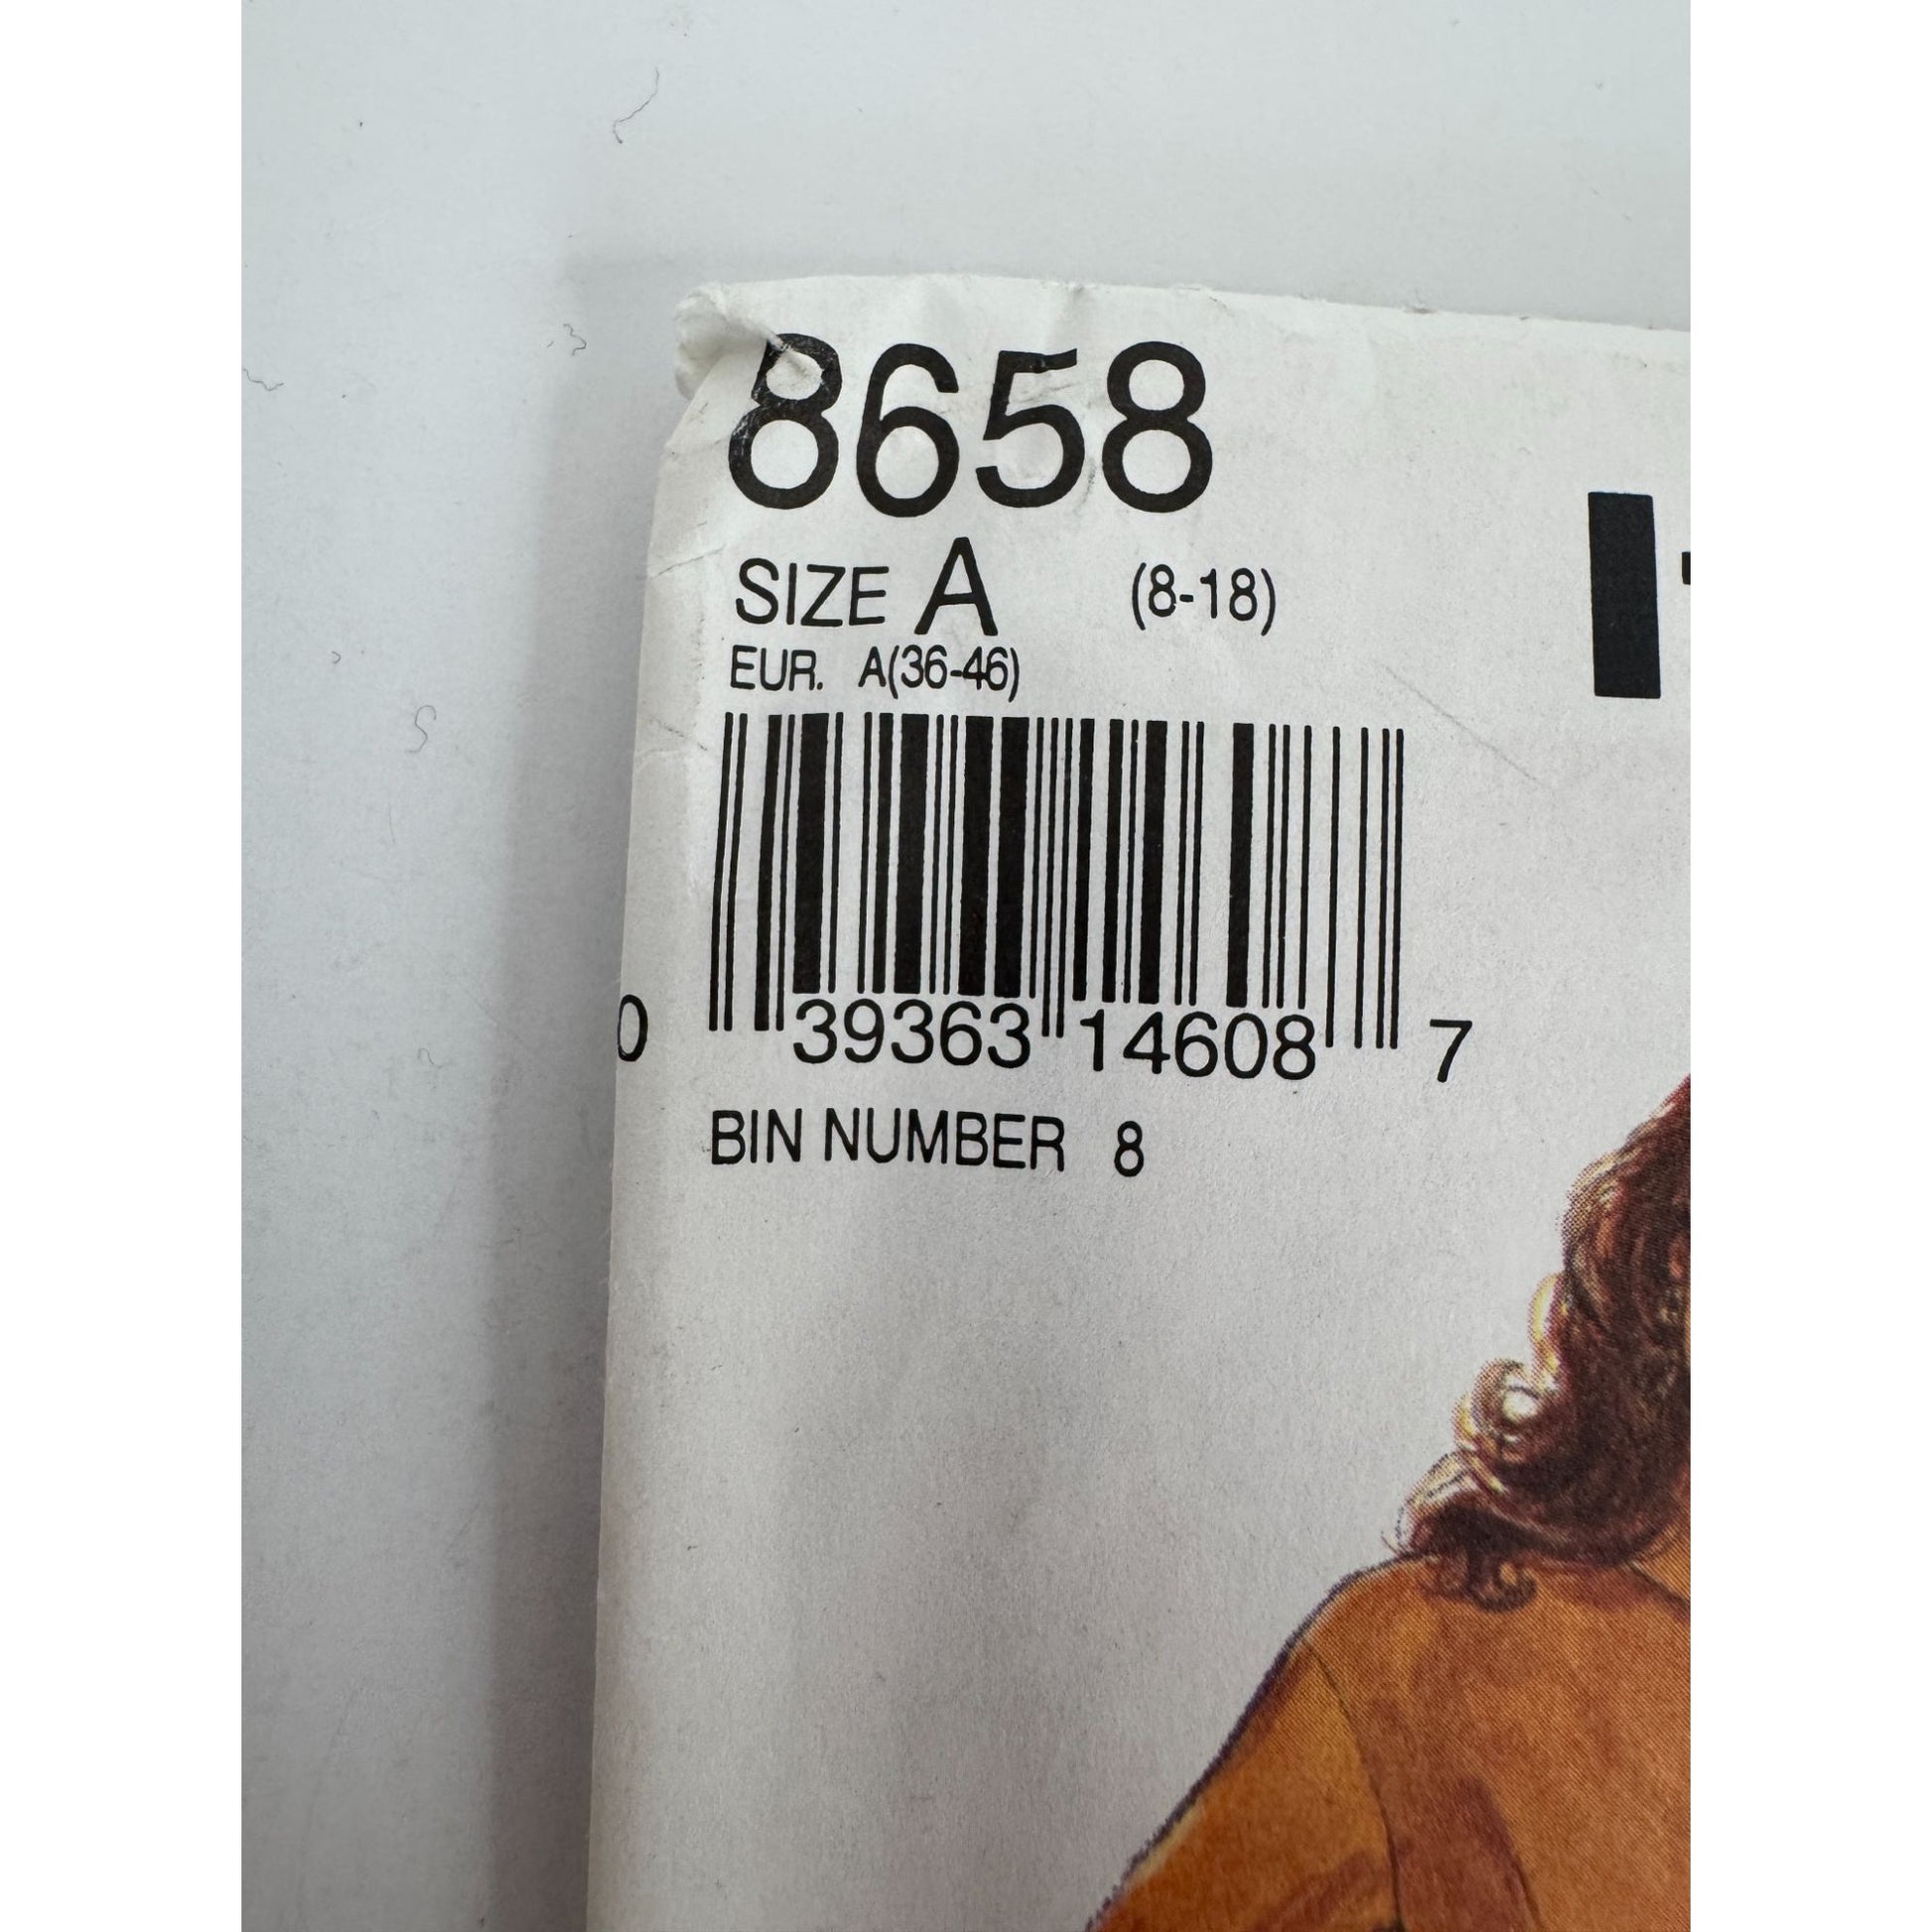 8658
SIZE A (8-18)
EUR. A(36-46)
0 39363 14608 7
BIN NUMBER 8